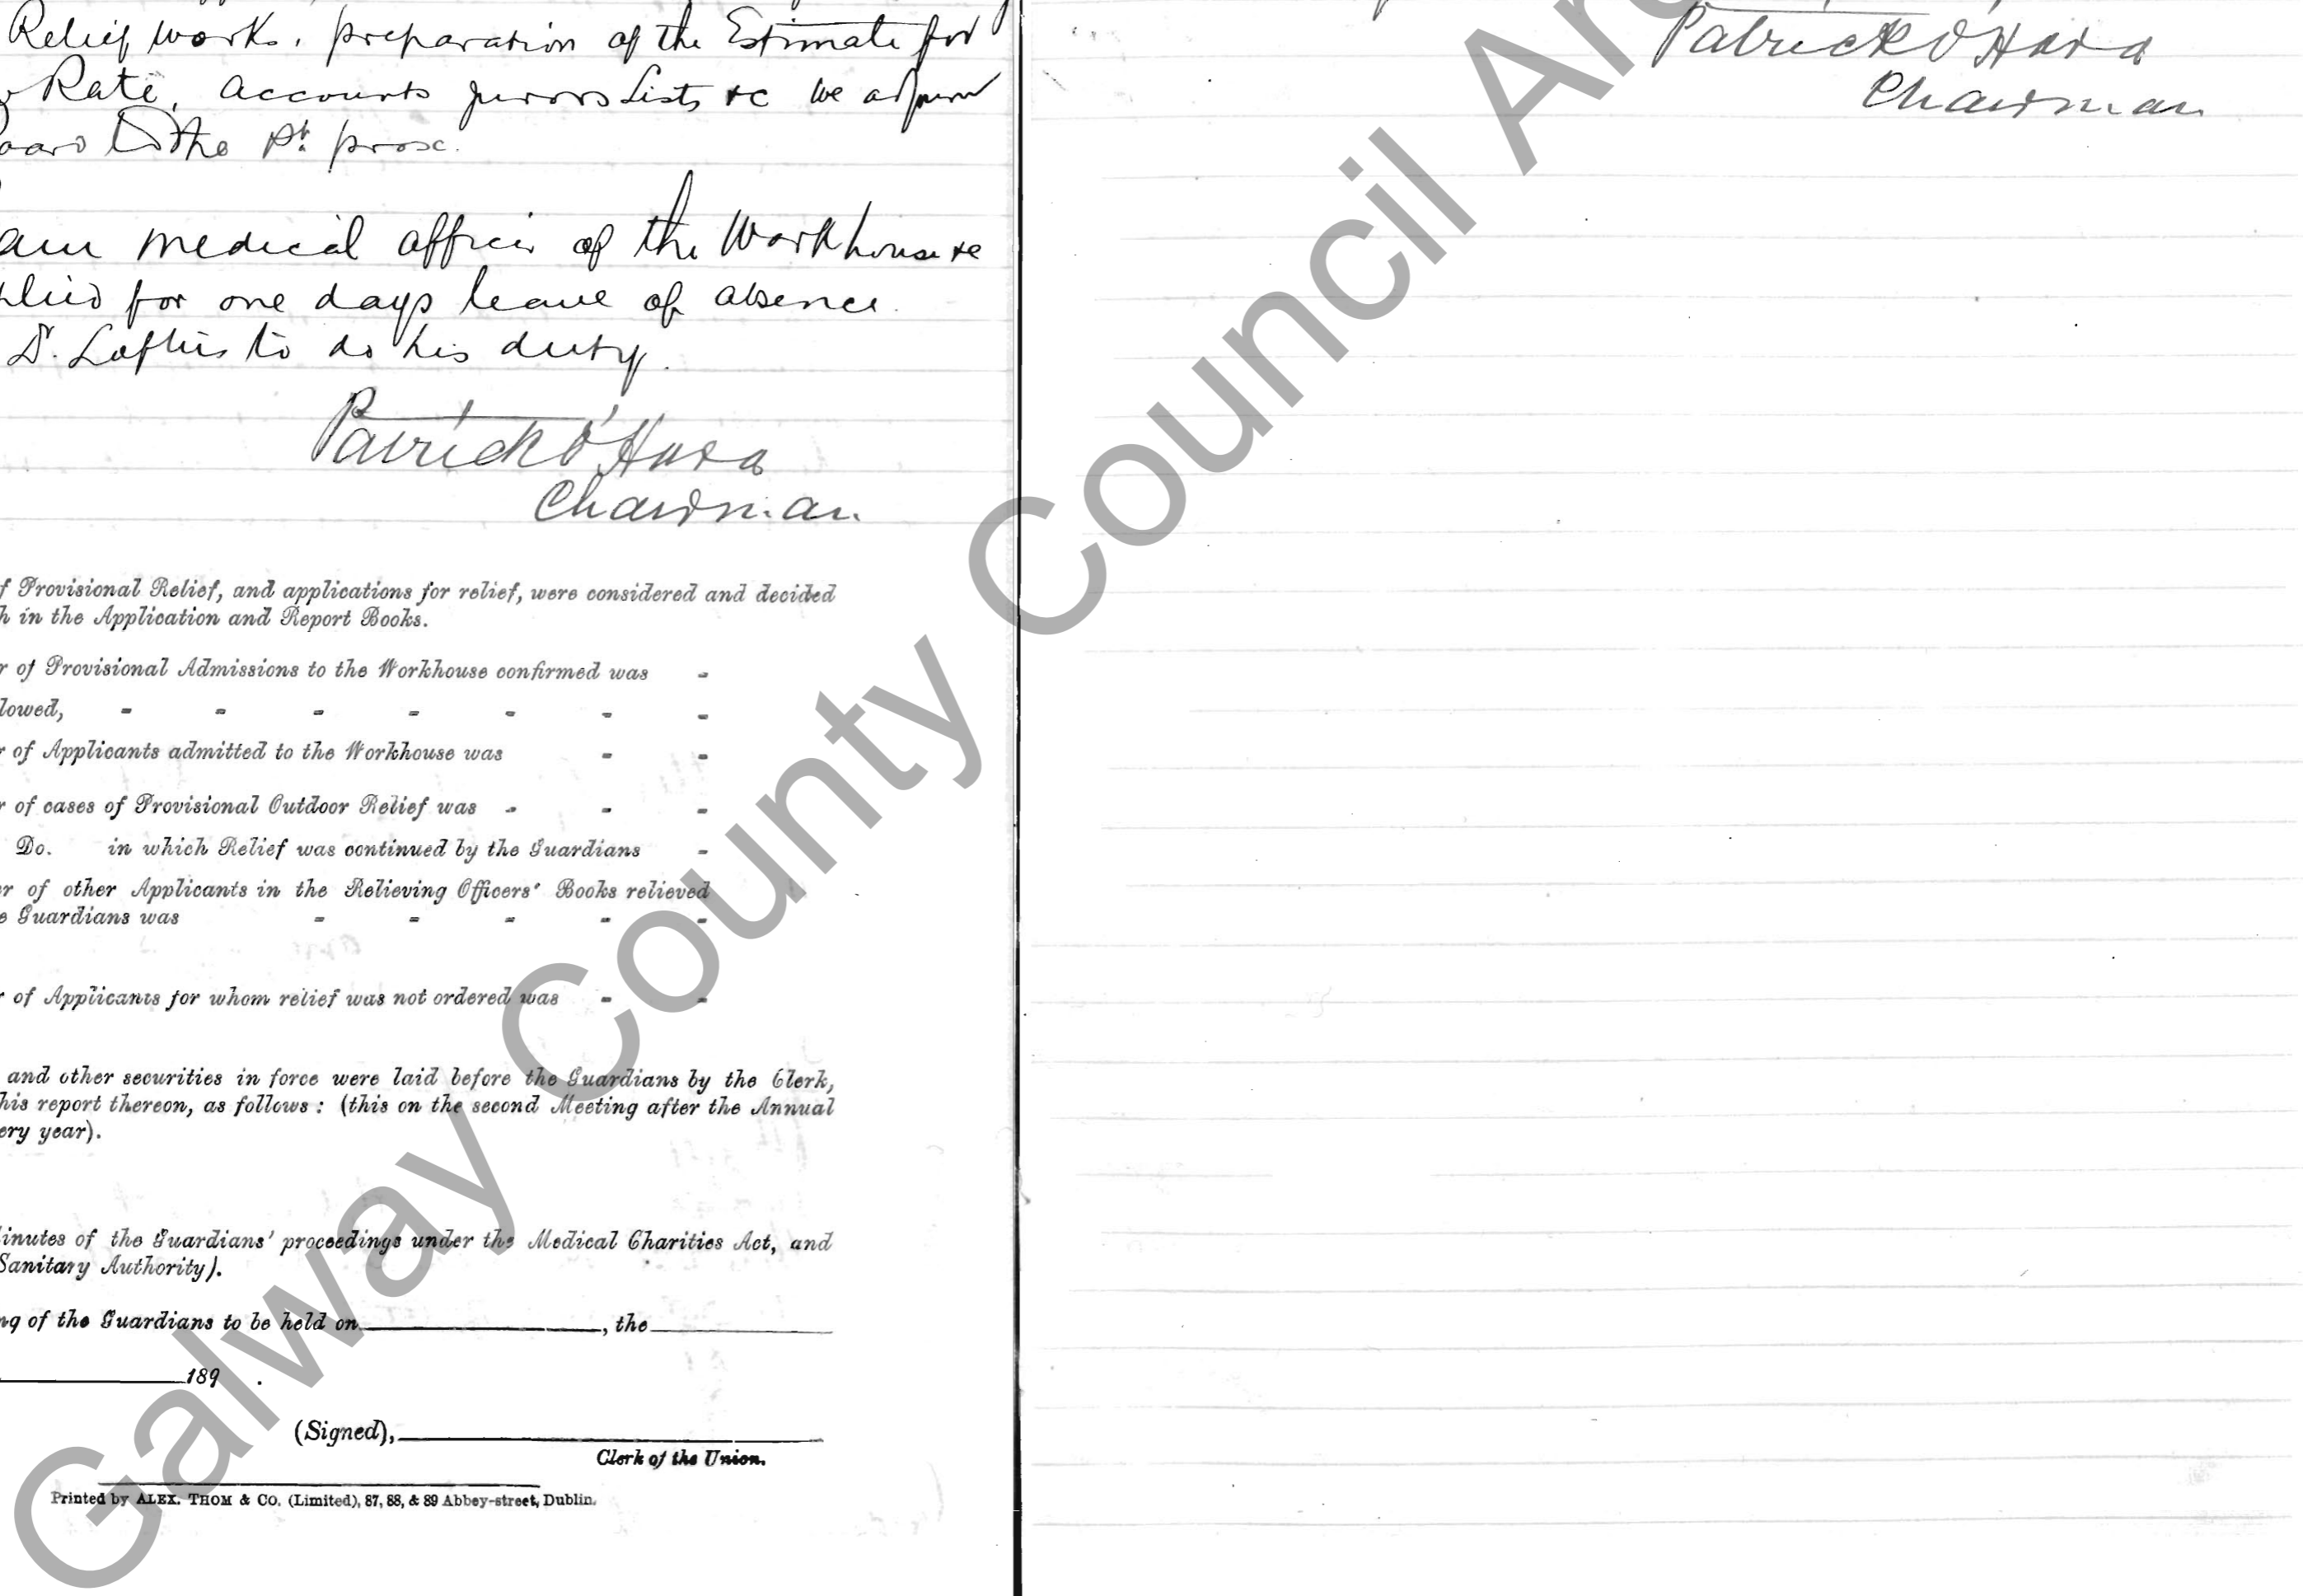 Relief works, preparation of the Estimate for
Rate, accounts jurors Lists &c we adjourn
to the prox.
medical officer of the Workhouse &c
for one days leave of absence.
Dr. Loftus to do his duty.
Patrick O'Hara
Chairman
f Provisional Relief, and applications for relief, were considered and decided
h in the Application and Report Books.
r of Provisional Admissions to the Workhouse confirmed was -
lowed, - - - - - - -
r of Applicants admitted to the Workhouse was - -
r of cases of Provisional Outdoor Relief was - - -
Do. in which Relief was continued by the Guardians -
er of other Applicants in the Relieving Officers' Books relieved
e Guardians was - - - - -
r of Applicants for whom relief was not ordered was - -
and other securities in force were laid before the Guardians by the Clerk,
his report thereon, as follows: (this on the second Meeting after the Annual
ery year).
inutes of the Guardians' proceedings under the Medical Charities Act, and
Sanitary Authority).
ng of the Guardians to be held on , the
189 .
(Signed),
Clerk of the Union.
Printed by ALEX. THOM & CO. (Limited), 87, 88, & 89 Abbey-street, Dublin.
Patrick O'Hara
Chairman
Galway County Council Ar